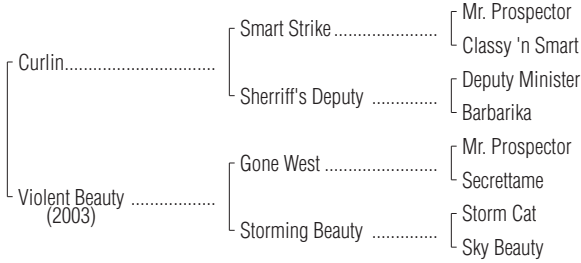 Mr. Prospector
Smart Strike.....................
Classy 'n Smart
Curlin...............................
Deputy Minister
Sherriff's Deputy ..............
Barbarika
Mr. Prospector
Gone West .......................
Secrettame
Violent Beauty .................
(2003)
Storm Cat
Storming Beauty ..............
Sky Beauty